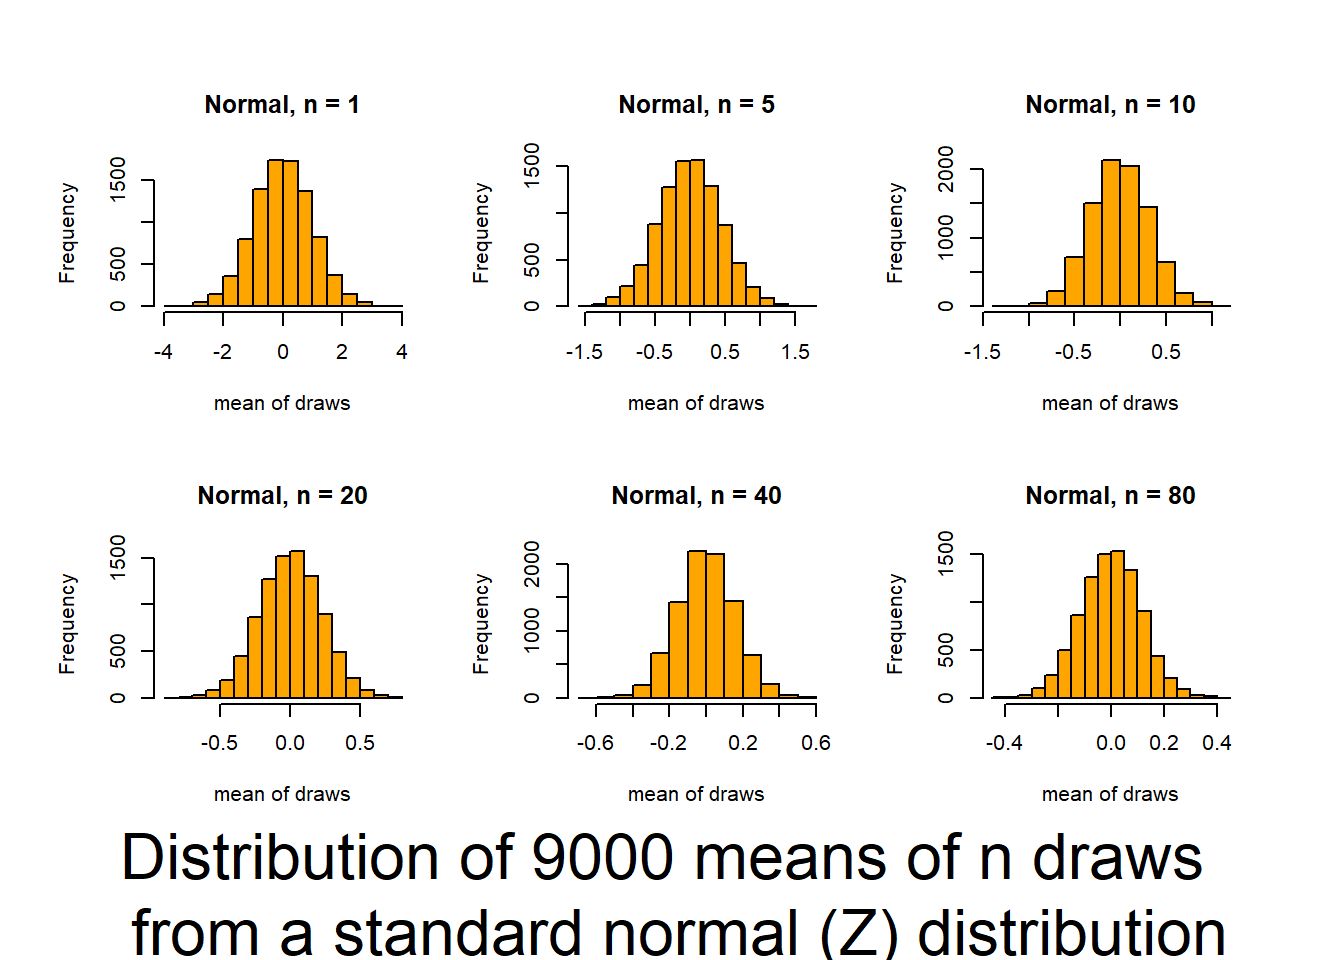 Normal, n = 1
Frequency
1500
500
0
-4 -2 0 2 4
mean of draws
Normal, n = 5
Frequency
1500
500
0
-1.5 -0.5 0.5 1.5
mean of draws
Normal, n = 10
Frequency
2000
1000
0
-1.5 -0.5 0.5
mean of draws
Normal, n = 20
Frequency
1500
500
0
-0.5 0.0 0.5
mean of draws
Normal, n = 40
Frequency
2000
1000
0
-0.6 -0.2 0.2 0.6
mean of draws
Normal, n = 80
Frequency
1500
500
0
-0.4 0.0 0.2 0.4
mean of draws
Distribution of 9000 means of n draws
from a standard normal (Z) distribution